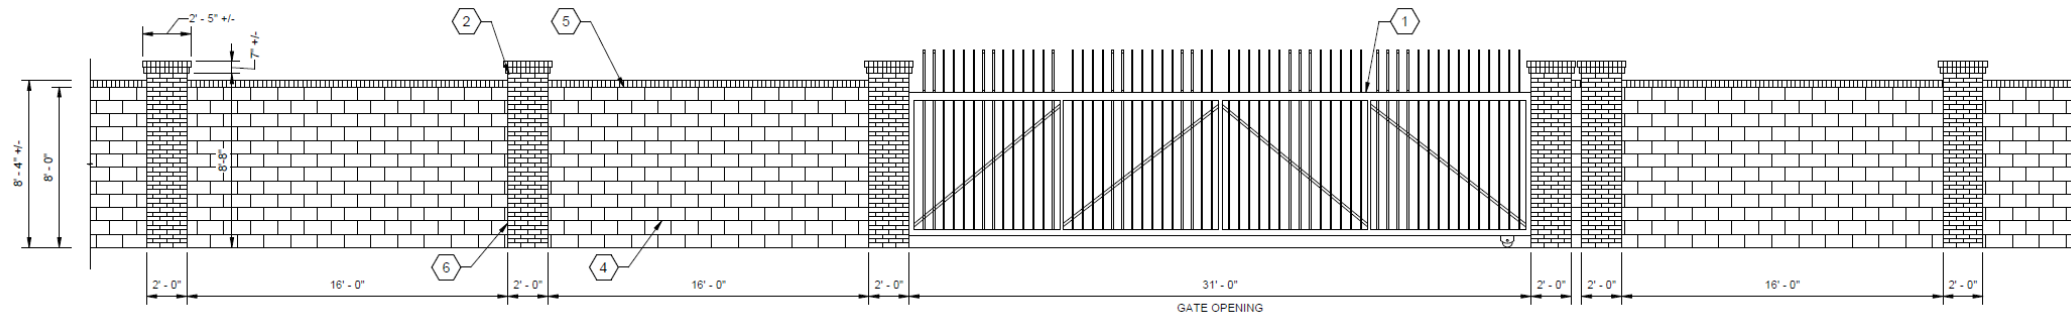 2' - 5" +/-
7" +/-
2
5
1
8' - 4" +/-
8' - 0"
8'-8"
6
4
2' - 0"
16' - 0"
2' - 0"
16' - 0"
2' - 0"
31' - 0"
2' - 0"
2' - 0"
16' - 0"
2' - 0"
GATE OPENING